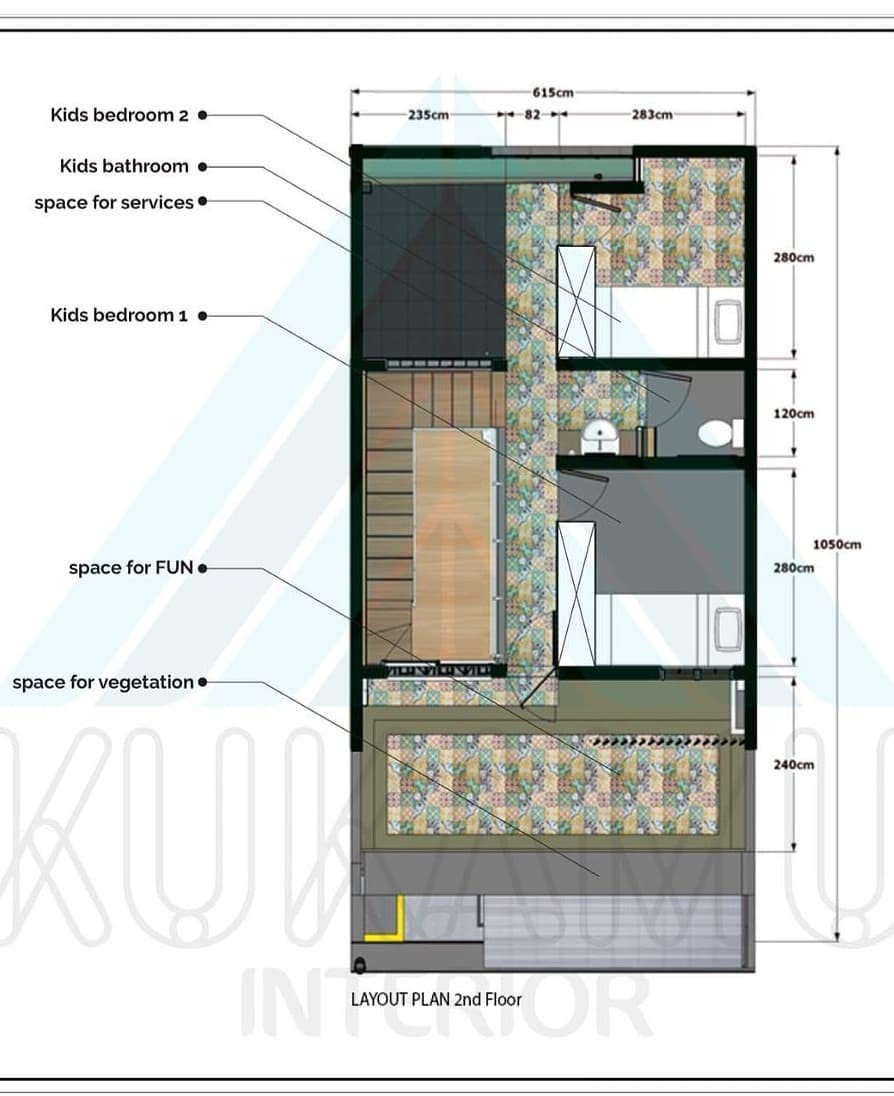 615cm
235cm
82
283cm
Kids bedroom 2
Kids bathroom
space for services
Kids bedroom 1
space for FUN
space for vegetation
280cm
120cm
1050cm
280cm
240cm
KUKAMU
INTERIOR
LAYOUT PLAN 2nd Floor